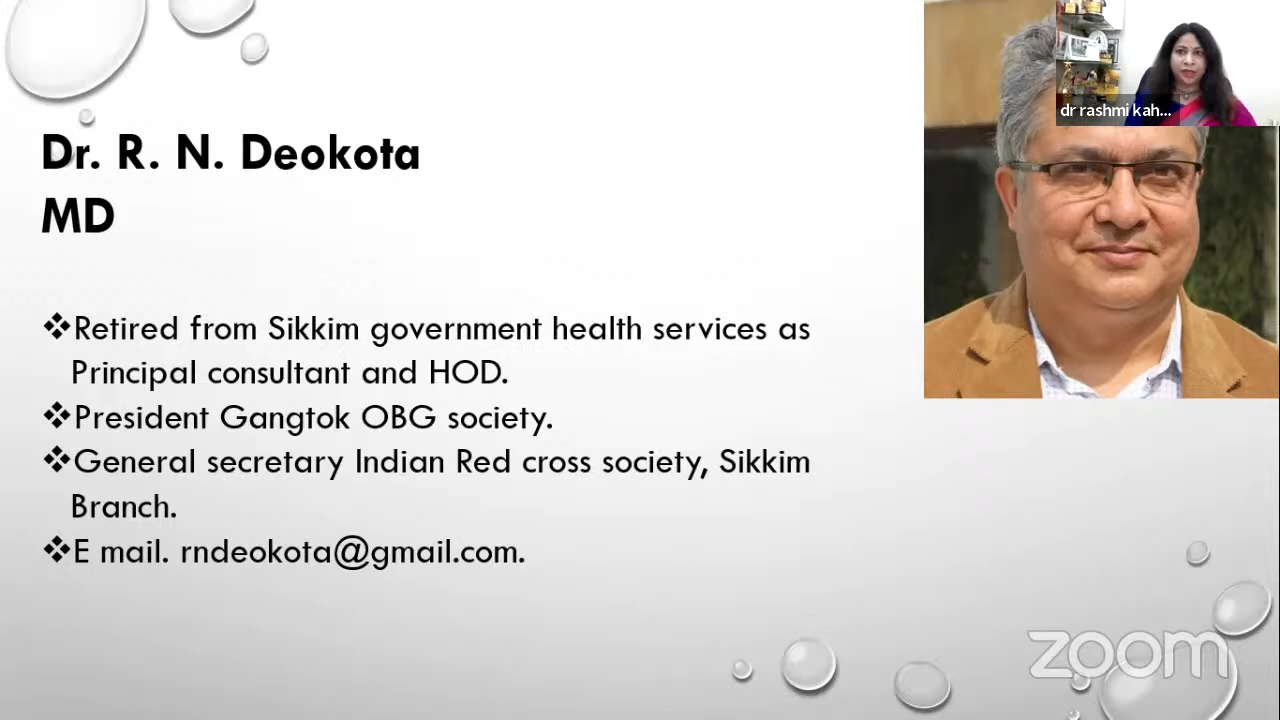 dr rashmi kah...
Dr. R. N. Deokota
MD
❖Retired from Sikkim government health services as
Principal consultant and HOD.
❖President Gangtok OBG society.
❖General secretary Indian Red cross society, Sikkim
Branch.
❖E mail. rndeokota@gmail.com.
zoom